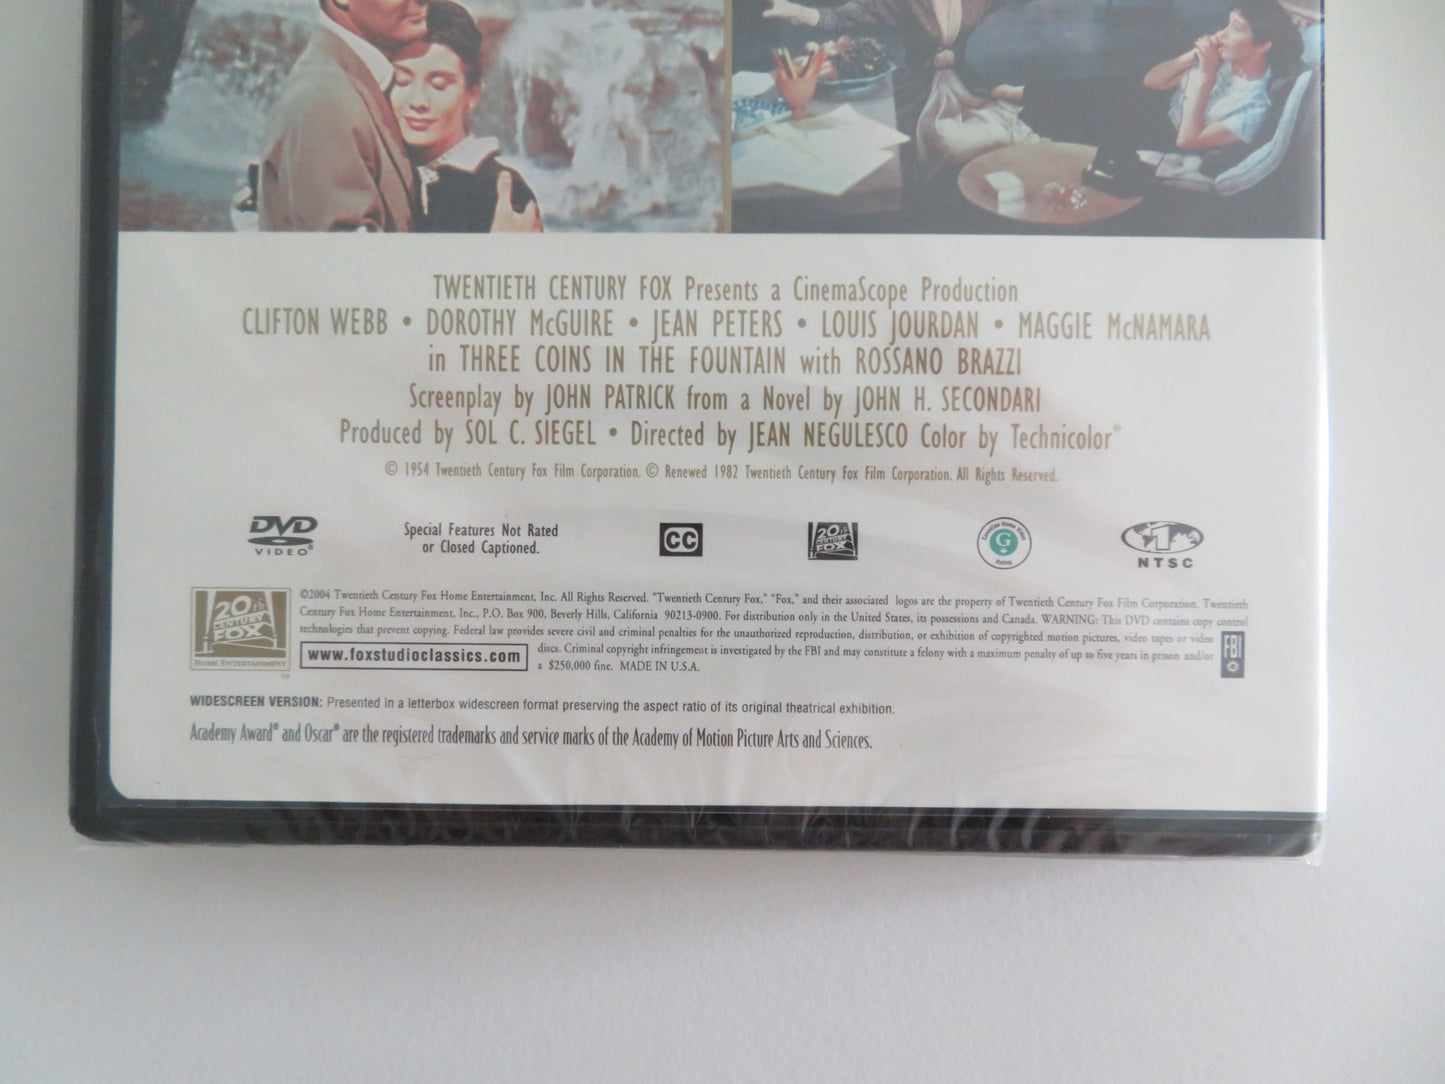 TWENTIETH CENTURY FOX Presents a CinemaScope Production
CLIFTON WEBB • DOROTHY McGUIRE • JEAN PETERS • LOUIS JOURDAN • MAGGIE McNAMARA
in THREE COINS IN THE FOUNTAIN with ROSSANO BRAZZI
Screenplay by JOHN PATRICK from a Novel by JOHN H. SECONDARI
Produced by SOL C. SIEGEL • Directed by JEAN NEGULESCO Color by Technicolor®
© 1954 Twentieth Century Fox Film Corporation. © Renewed 1982 Twentieth Century Fox Film Corporation. All Rights Reserved.
DVD
VIDEO®
Special Features Not Rated
or Closed Captioned.
CC
20th
CENTURY
FOX
Canadian Home Video
G
1
NTSC
20th
CENTURY
FOX
HOME ENTERTAINMENT
TM
©2004 Twentieth Century Fox Home Entertainment, Inc. All Rights Reserved. "Twentieth Century Fox," "Fox," and their associated logos are the property of Twentieth Century Fox Film Corporation. Twentieth
Century Fox Home Entertainment, Inc., P.O. Box 900, Beverly Hills, California 90213-0900. For distribution only in the United States, its possessions and Canada. WARNING: This DVD contains copy control
technologies that prevent copying. Federal law provides severe civil and criminal penalties for the unauthorized reproduction, distribution, or exhibition of copyrighted motion pictures, video tapes or video
discs. Criminal copyright infringement is investigated by the FBI and may constitute a felony with a maximum penalty of up to five years in prison and/or
a $250,000 fine. MADE IN U.S.A.
www.foxstudioclassics.com
FBI
WIDESCREEN VERSION: Presented in a letterbox widescreen format preserving the aspect ratio of its original theatrical exhibition.
Academy Award® and Oscar® are the registered trademarks and service marks of the Academy of Motion Picture Arts and Sciences.